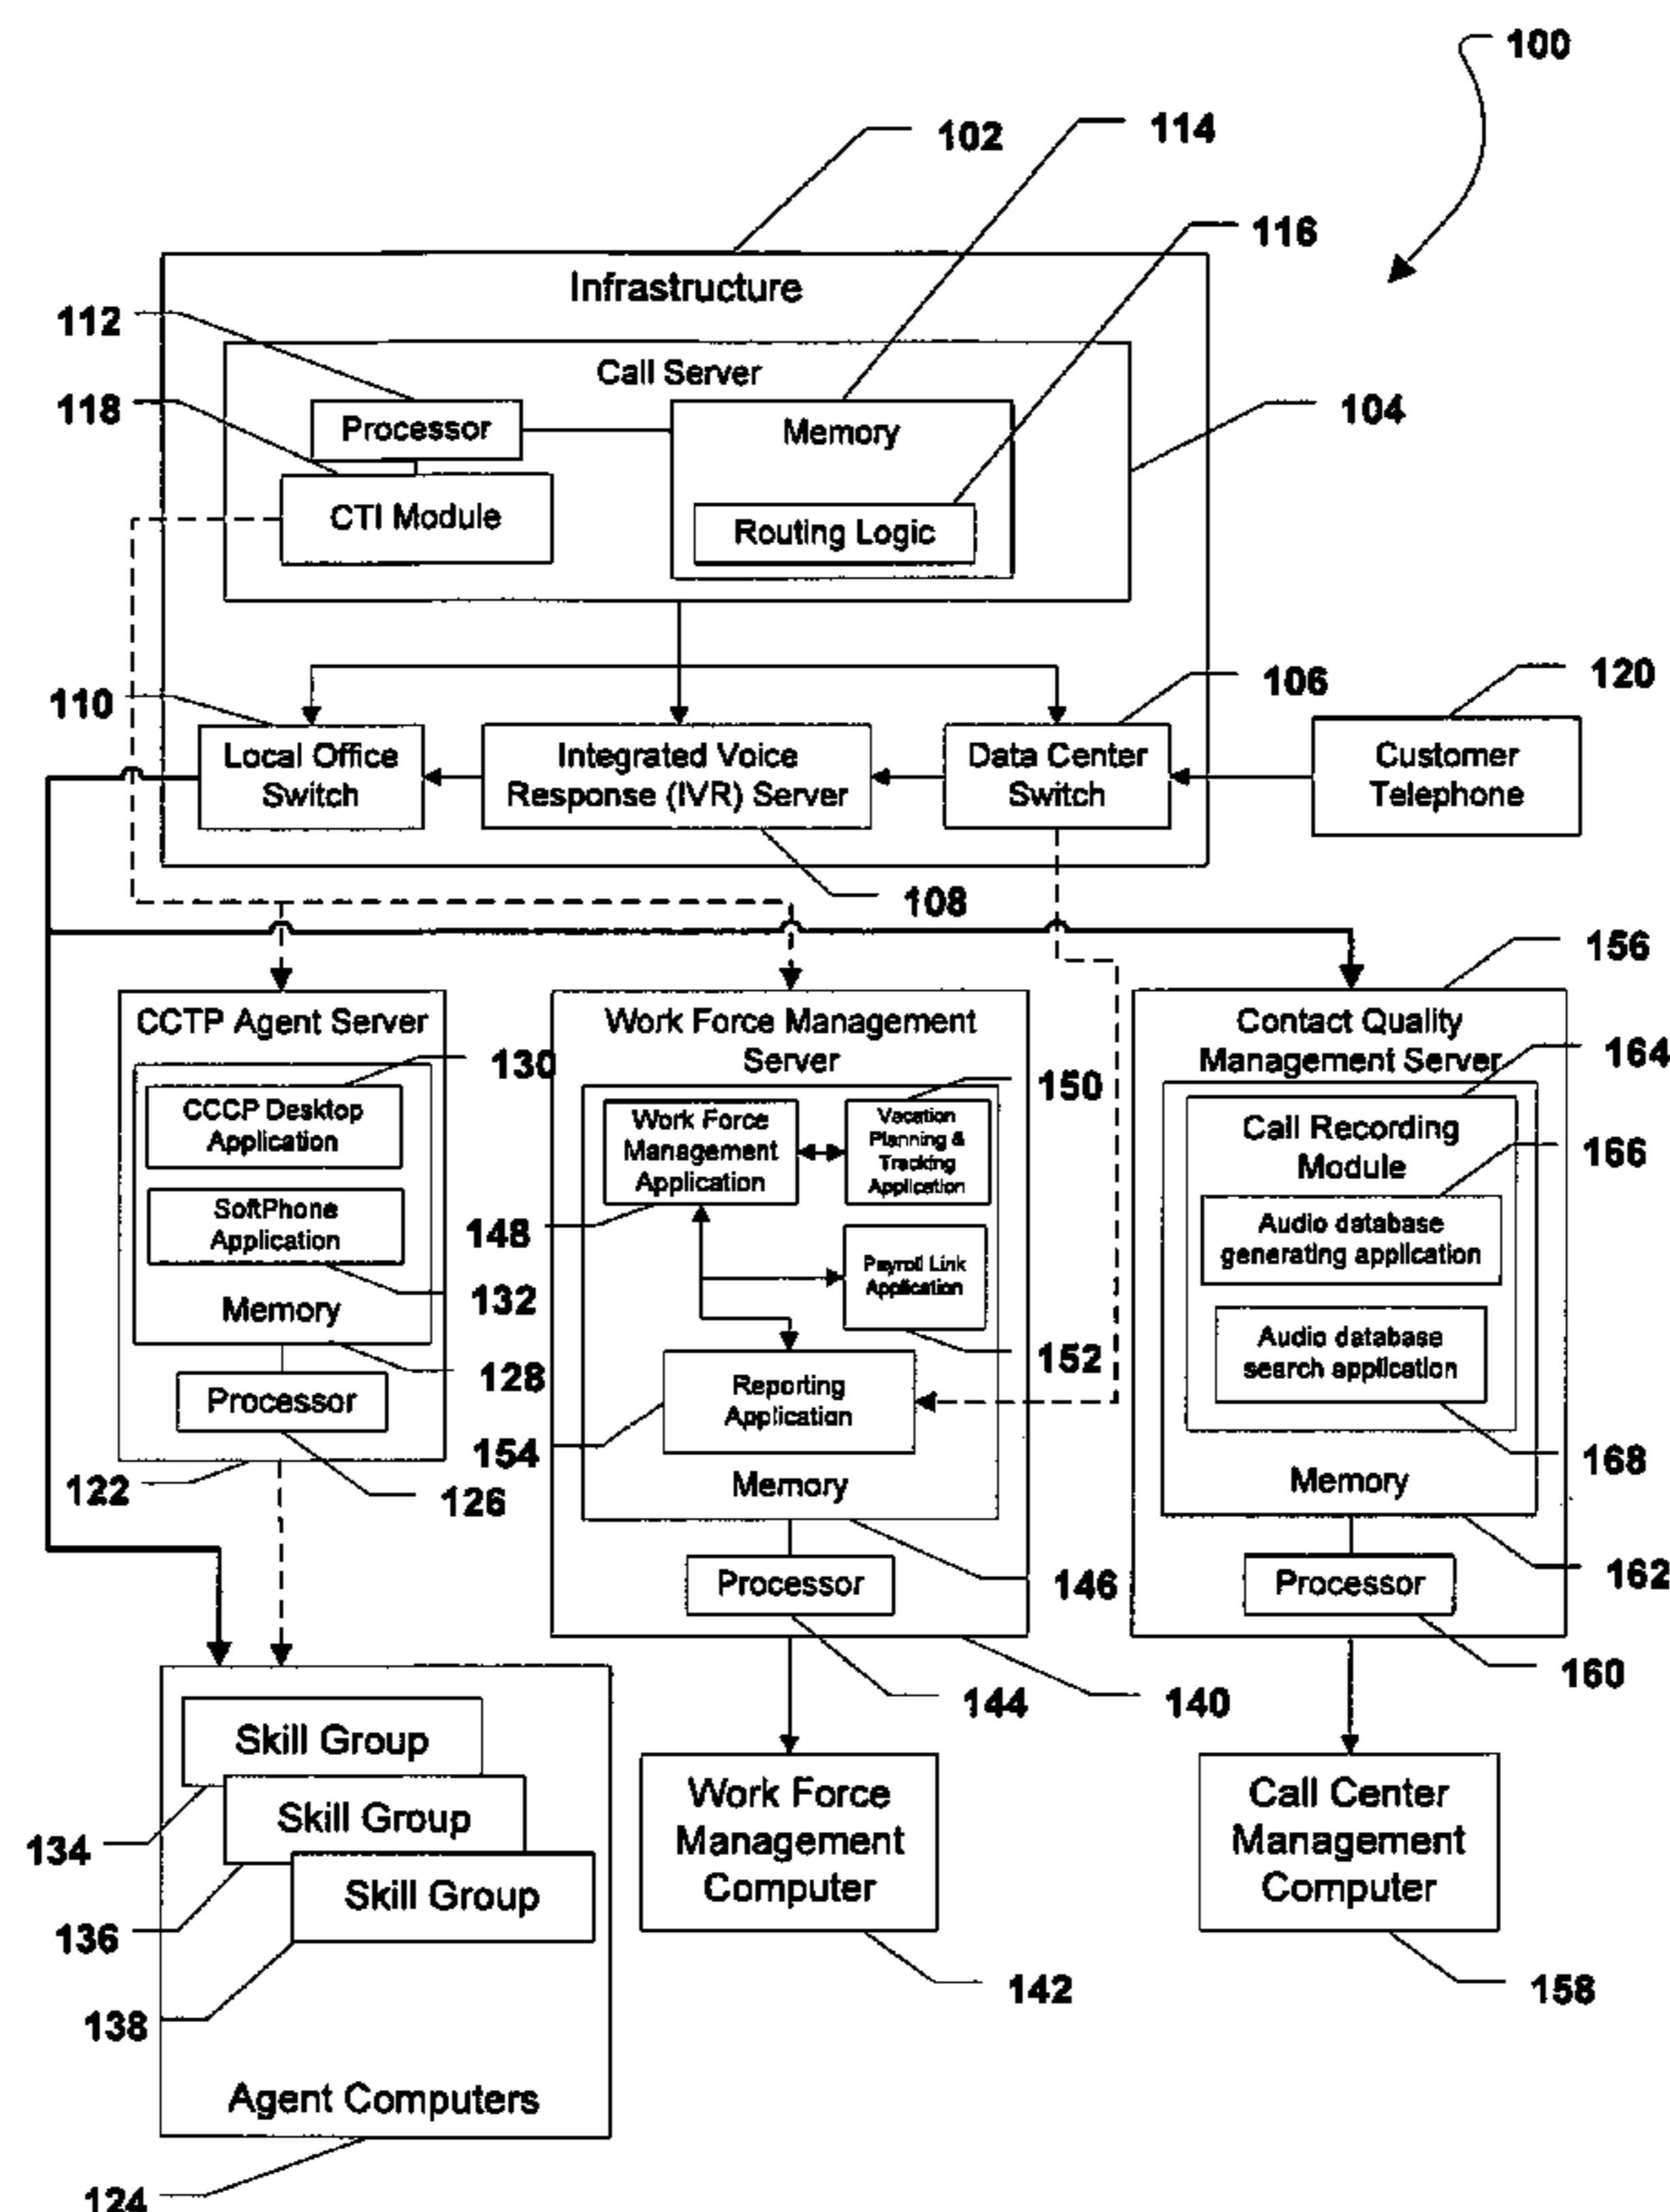 100
102
114
116
Infrastructure
112
Call Server
118
104
Processor
Memory
CTI Module
Routing Logic
110
106
120
Local Office
Switch
Integrated Voice
Response (IVR) Server
Data Center
Switch
Customer
Telephone
108
156
CCTP Agent Server
130
CCCP Desktop
Application
SoftPhone
Application
132
Memory
128
Processor
122
126
Work Force Management
Server
150
Work Force
Management
Application
Vacation
Planning &
Tracking
Application
148
Payroll Link
Application
152
Reporting
Application
154
Memory
146
Processor
144
140
Contact Quality
Management Server
164
Call Recording
Module
166
Audio database
generating application
Audio database
search application
168
Memory
162
Processor
160
Skill Group
Skill Group
134
Skill Group
136
138
Agent Computers
124
Work Force
Management
Computer
142
Call Center
Management
Computer
158